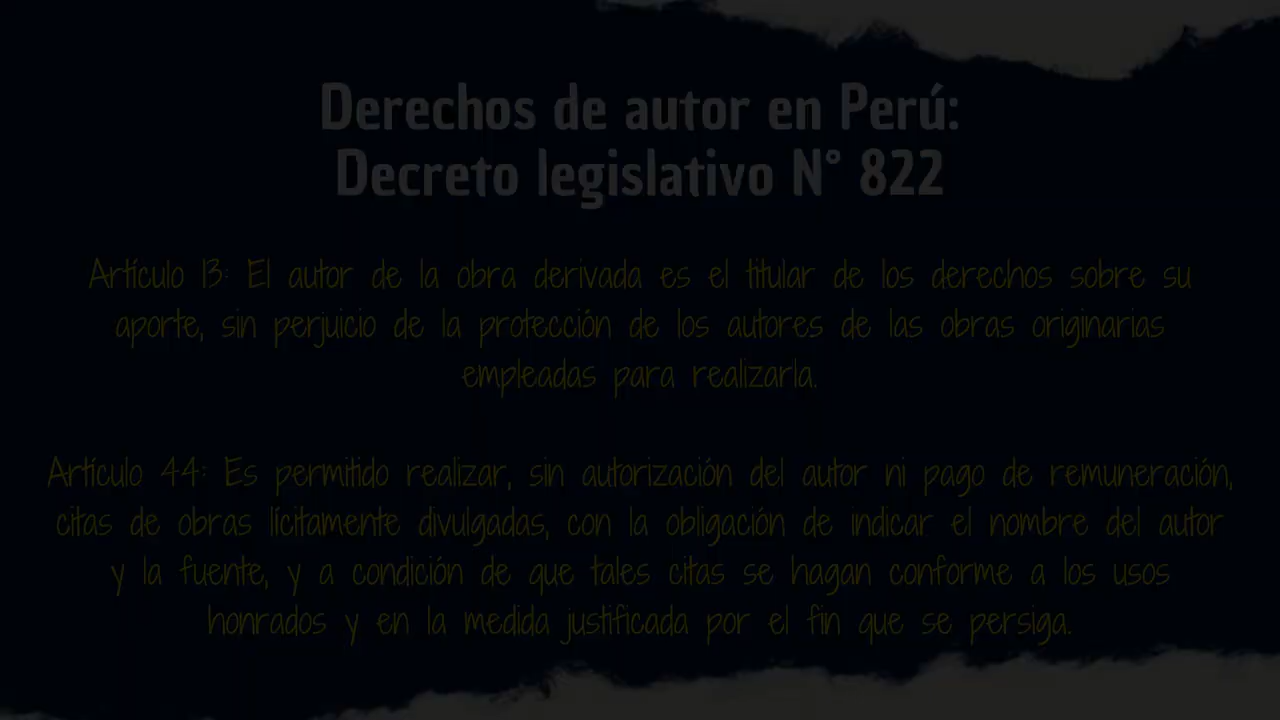 Derechos de autor en Perú:
Decreto legislativo N° 822
Artículo 13: El autor de la obra derivada es el titular de los derechos sobre su
aporte, sin perjuicio de la protección de los autores de las obras originarias
empleadas para realizarla.
Artículo 44: Es permitido realizar, sin autorización del autor ni pago de remuneración,
citas de obras lícitamente divulgadas, con la obligación de indicar el nombre del autor
y la fuente, y a condición de que tales citas se hagan conforme a los usos
honrados y en la medida justificada por el fin que se persiga.